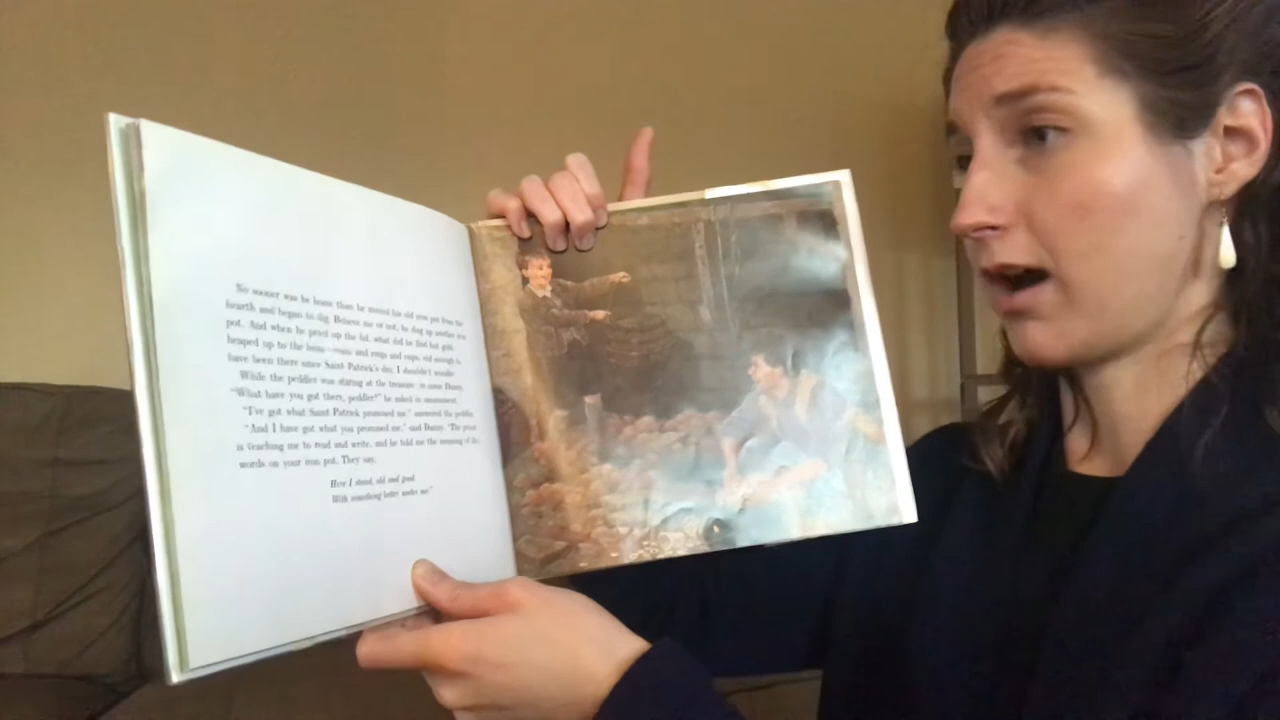 No sooner was he home than he moved his old iron pot from the
hearth and began to dig. Believe me or not, he dug up another iron
pot. And when he pried up the lid, what did he find but gold,
heaped up to the brim—coins and cups and rings, old enough to
have been there since Saint Patrick's day, I shouldn't wonder.
While the peddler was staring at the treasure in came Danny.
"What have you got there, peddler?" he asked in amazement.
"I've got what Saint Patrick promised me," answered the peddler.
"And I have got what you promised me," said Danny. "The priest
is teaching me to read and write, and he told me the meaning of the
words on your iron pot. They say,
Here I stand, old and good,
With something better under me."